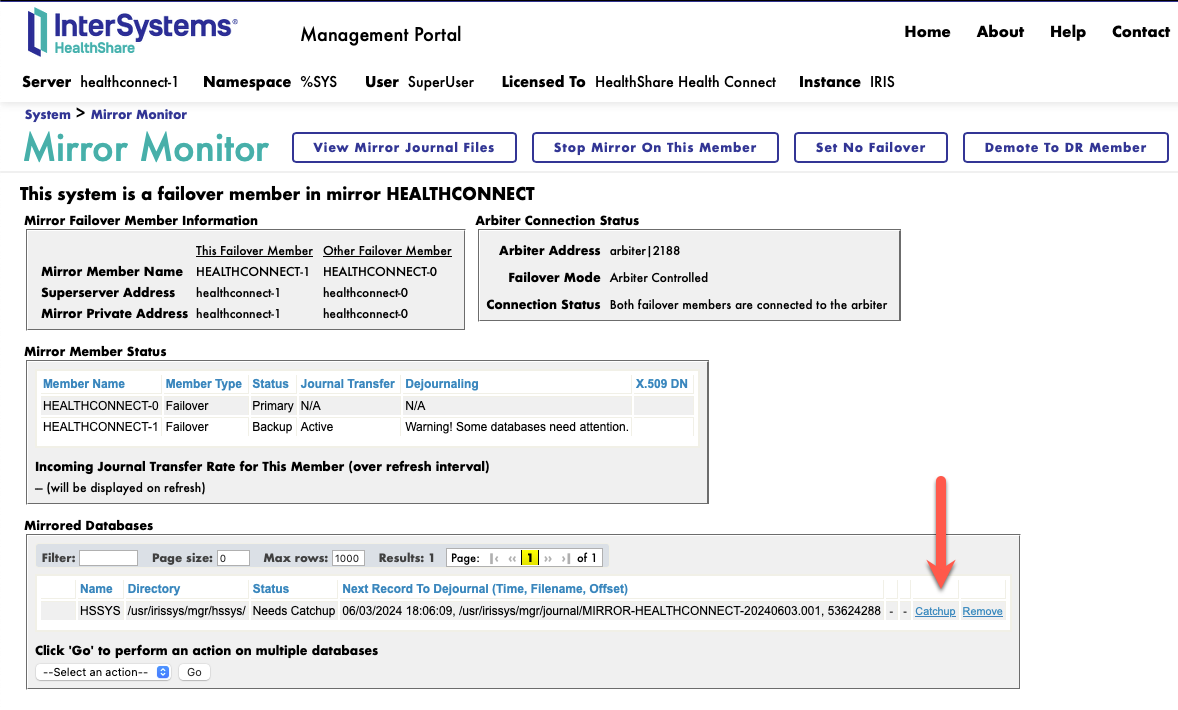 InterSystems®
HealthShare
Management Portal
Home About Help Contact
Server healthconnect-1 Namespace %SYS User SuperUser Licensed To HealthShare Health Connect Instance IRIS
System > Mirror Monitor
Mirror Monitor
View Mirror Journal Files Stop Mirror On This Member Set No Failover Demote To DR Member
This system is a failover member in mirror HEALTHCONNECT
Mirror Failover Member Information
This Failover Member Other Failover Member
Mirror Member Name HEALTHCONNECT-1 HEALTHCONNECT-0
Superserver Address healthconnect-1 healthconnect-0
Mirror Private Address healthconnect-1 healthconnect-0
Arbiter Connection Status
Arbiter Address arbiter|2188
Failover Mode Arbiter Controlled
Connection Status Both failover members are connected to the arbiter
Mirror Member Status
Member Name Member Type Status Journal Transfer Dejournaling X.509 DN
HEALTHCONNECT-0 Failover Primary N/A N/A
HEALTHCONNECT-1 Failover Backup Active Warning! Some databases need attention.
Incoming Journal Transfer Rate for This Member (over refresh interval)
— (will be displayed on refresh)
Mirrored Databases
Filter: Page size: 0 Max rows: 1000 Results: 1 Page: |‹ ‹‹ 1 ›› ›| of 1
Name Directory Status Next Record To Dejournal (Time, Filename, Offset)
HSSYS /usr/irissys/mgr/hssys/ Needs Catchup 06/03/2024 18:06:09, /usr/irissys/mgr/journal/MIRROR-HEALTHCONNECT-20240603.001, 53624288 - - Catchup Remove
Click 'Go' to perform an action on multiple databases
--Select an action-- Go